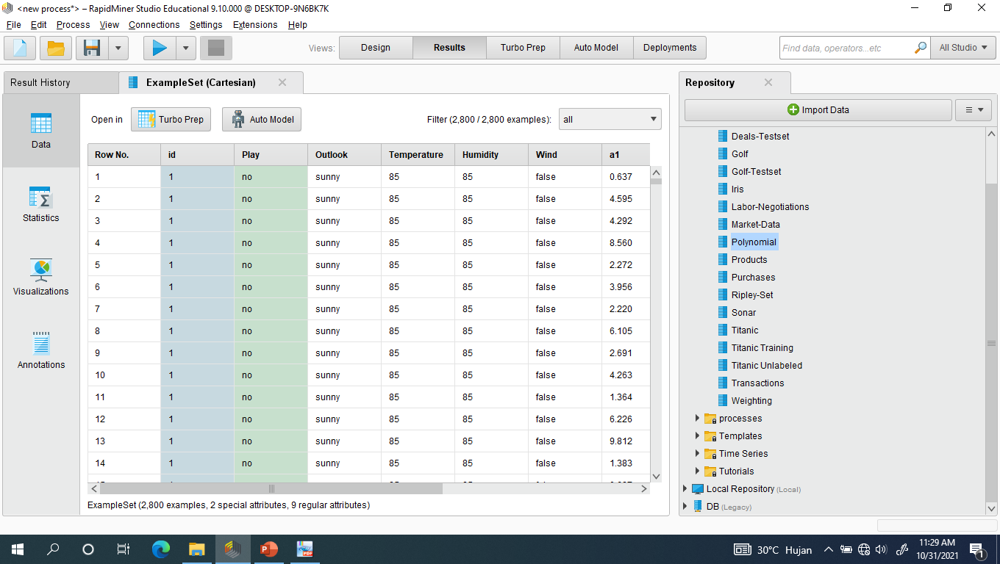 <new process*> – RapidMiner Studio Educational 9.10.000 @ DESKTOP-9N6BK7K
File Edit Process View Connections Settings Extensions Help
Views: Design Results Turbo Prep Auto Model Deployments Find data, operators...etc All Studio
Result History ExampleSet (Cartesian)
Data
Statistics
Visualizations
Annotations
Open in Turbo Prep Auto Model Filter (2,800 / 2,800 examples): all
Row No. id Play Outlook Temperature Humidity Wind a1
1 1 no sunny 85 85 false 0.637
2 1 no sunny 85 85 false 4.595
3 1 no sunny 85 85 false 4.292
4 1 no sunny 85 85 false 8.560
5 1 no sunny 85 85 false 2.272
6 1 no sunny 85 85 false 3.956
7 1 no sunny 85 85 false 2.220
8 1 no sunny 85 85 false 6.105
9 1 no sunny 85 85 false 2.691
10 1 no sunny 85 85 false 4.263
11 1 no sunny 85 85 false 1.364
12 1 no sunny 85 85 false 6.226
13 1 no sunny 85 85 false 9.812
14 1 no sunny 85 85 false 1.383
ExampleSet (2,800 examples, 2 special attributes, 9 regular attributes)
Repository
Import Data
Deals-Testset
Golf
Golf-Testset
Iris
Labor-Negotiations
Market-Data
Polynomial
Products
Purchases
Ripley-Set
Sonar
Titanic
Titanic Training
Titanic Unlabeled
Transactions
Weighting
processes
Templates
Time Series
Tutorials
Local Repository (Local)
DB (Legacy)
30°C Hujan
11:29 AM
10/31/2021
1